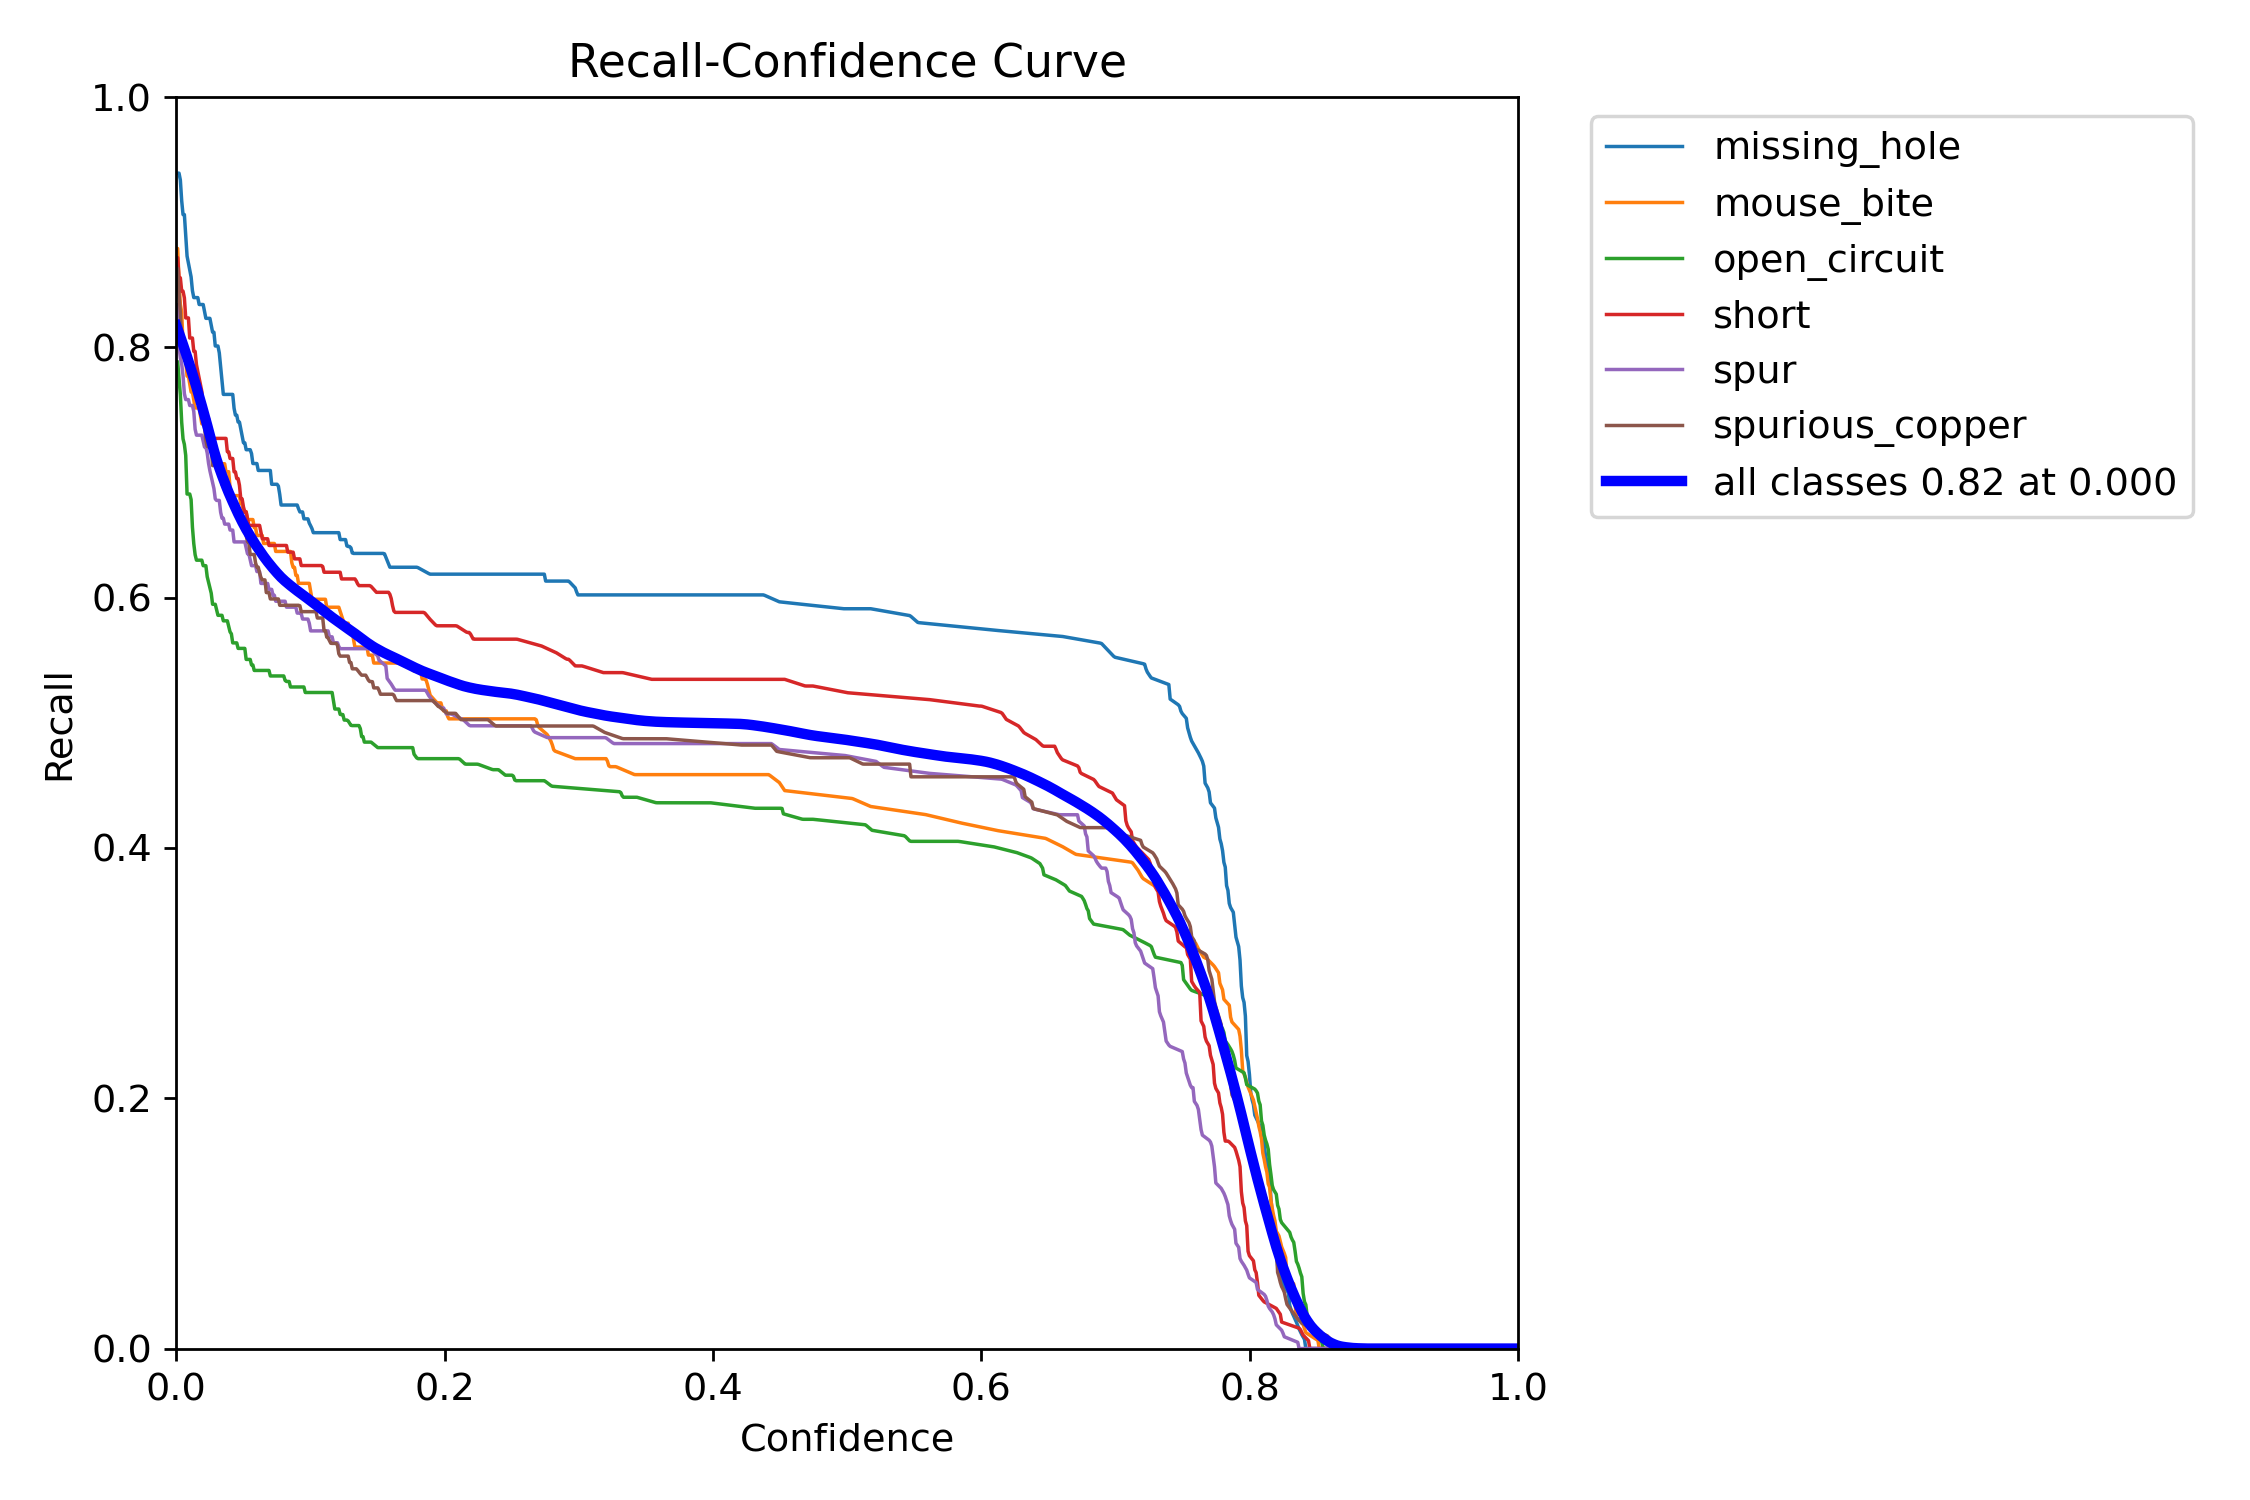 Recall-Confidence Curve
1.0
0.8
0.6
0.4
0.2
0.0
Recall
0.0 0.2 0.4 0.6 0.8 1.0
Confidence
missing_hole
mouse_bite
open_circuit
short
spur
spurious_copper
all classes 0.82 at 0.000